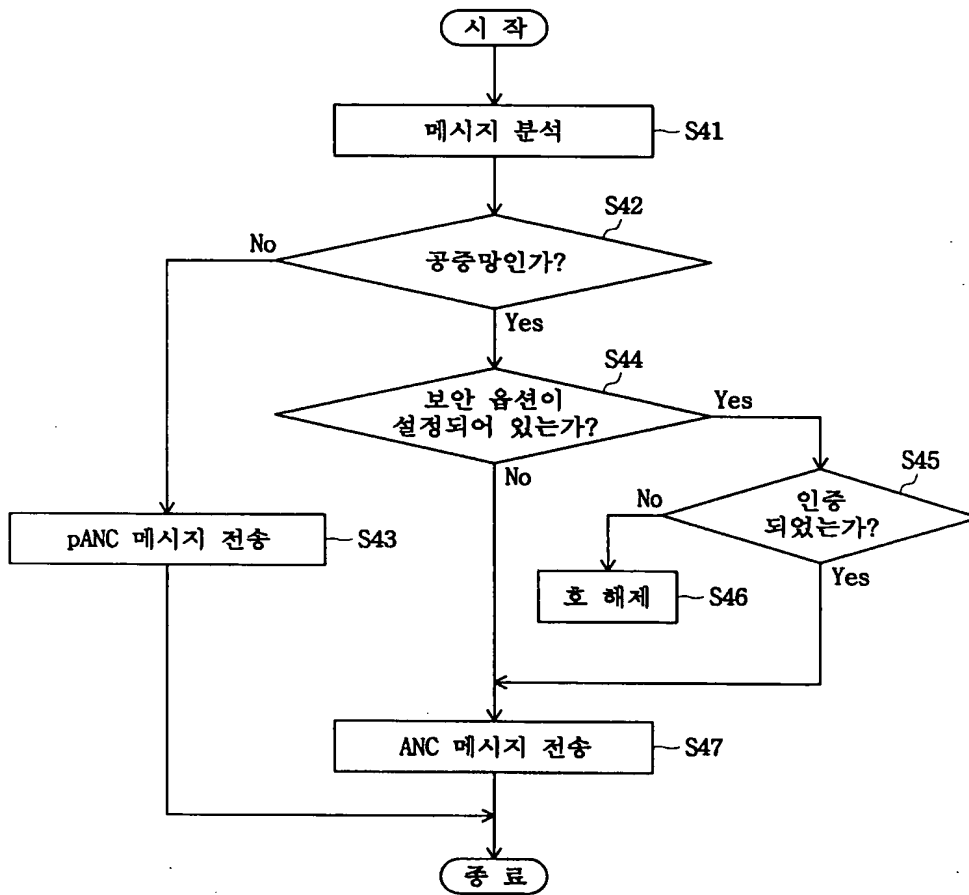 시 작
메시지 분석
S41
S42
No
공중망인가?
Yes
S44
보안 옵션이
설정되어 있는가?
Yes
No
S45
No
인증
되었는가?
pANC 메시지 전송
S43
Yes
호 해제
S46
ANC 메시지 전송
S47
종 료